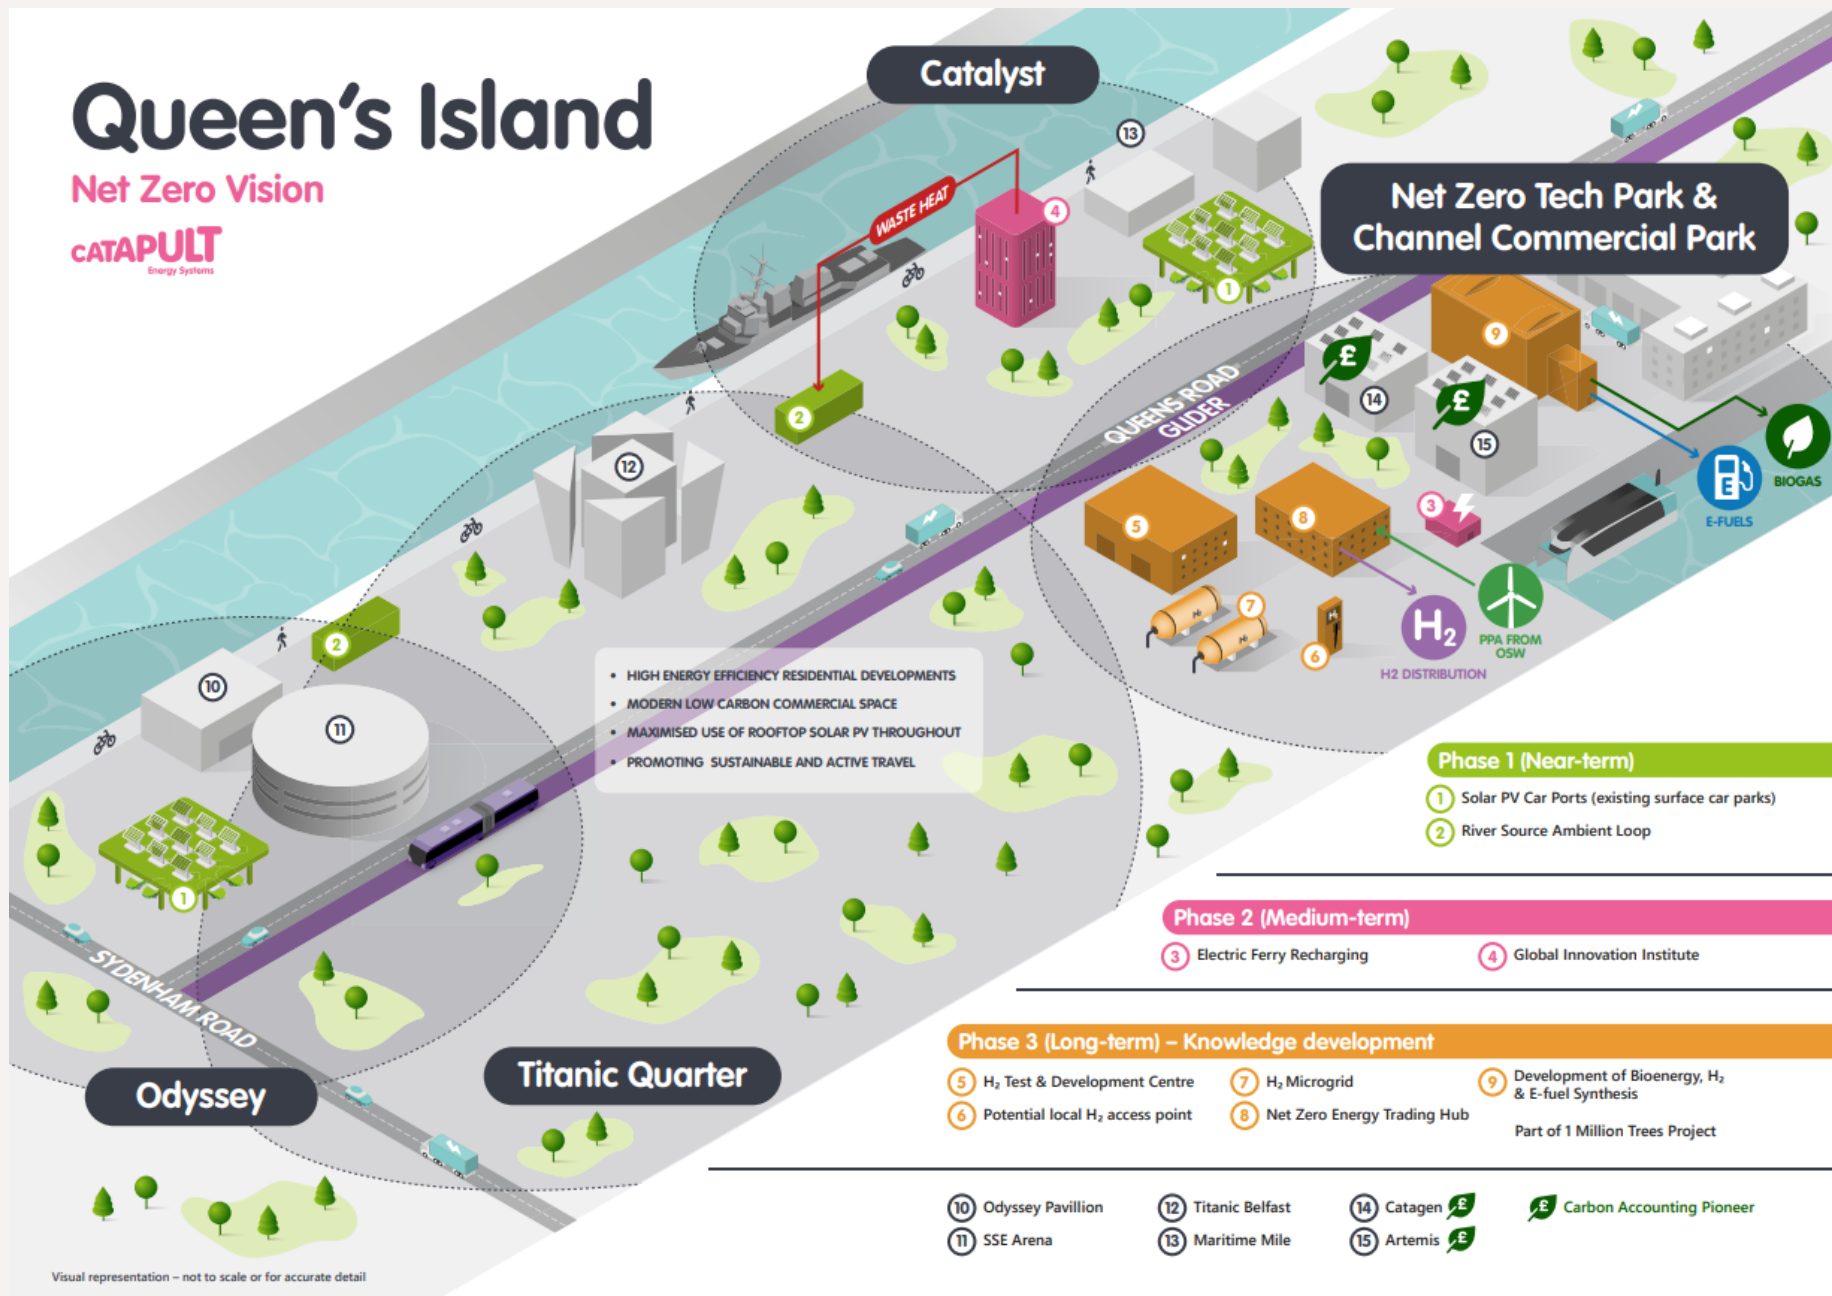 Queen's Island
Net Zero Vision
CATAPULT
Energy Systems
Catalyst
13
WASTE HEAT
4
1
Net Zero Tech Park &
Channel Commercial Park
9
£
14
£
15
2
QUEENS ROAD
GLIDER
12
5
8
3
E
BIOGAS
E-FUELS
H₂
H₂
7
H₂
6
H₂
PPA FROM
OSW
H2 DISTRIBUTION
2
10
11
• HIGH ENERGY EFFICIENCY RESIDENTIAL DEVELOPMENTS
• MODERN LOW CARBON COMMERCIAL SPACE
• MAXIMISED USE OF ROOFTOP SOLAR PV THROUGHOUT
• PROMOTING SUSTAINABLE AND ACTIVE TRAVEL
1
SYDENHAM ROAD
Odyssey
Titanic Quarter
Phase 1 (Near-term)
1 Solar PV Car Ports (existing surface car parks)
2 River Source Ambient Loop
Phase 2 (Medium-term)
3 Electric Ferry Recharging
4 Global Innovation Institute
Phase 3 (Long-term) – Knowledge development
5 H₂ Test & Development Centre
6 Potential local H₂ access point
7 H₂ Microgrid
8 Net Zero Energy Trading Hub
9 Development of Bioenergy, H₂
& E-fuel Synthesis
Part of 1 Million Trees Project
10 Odyssey Pavillion
11 SSE Arena
12 Titanic Belfast
13 Maritime Mile
14 Catagen £
15 Artemis £
£ Carbon Accounting Pioneer
Visual representation – not to scale or for accurate detail